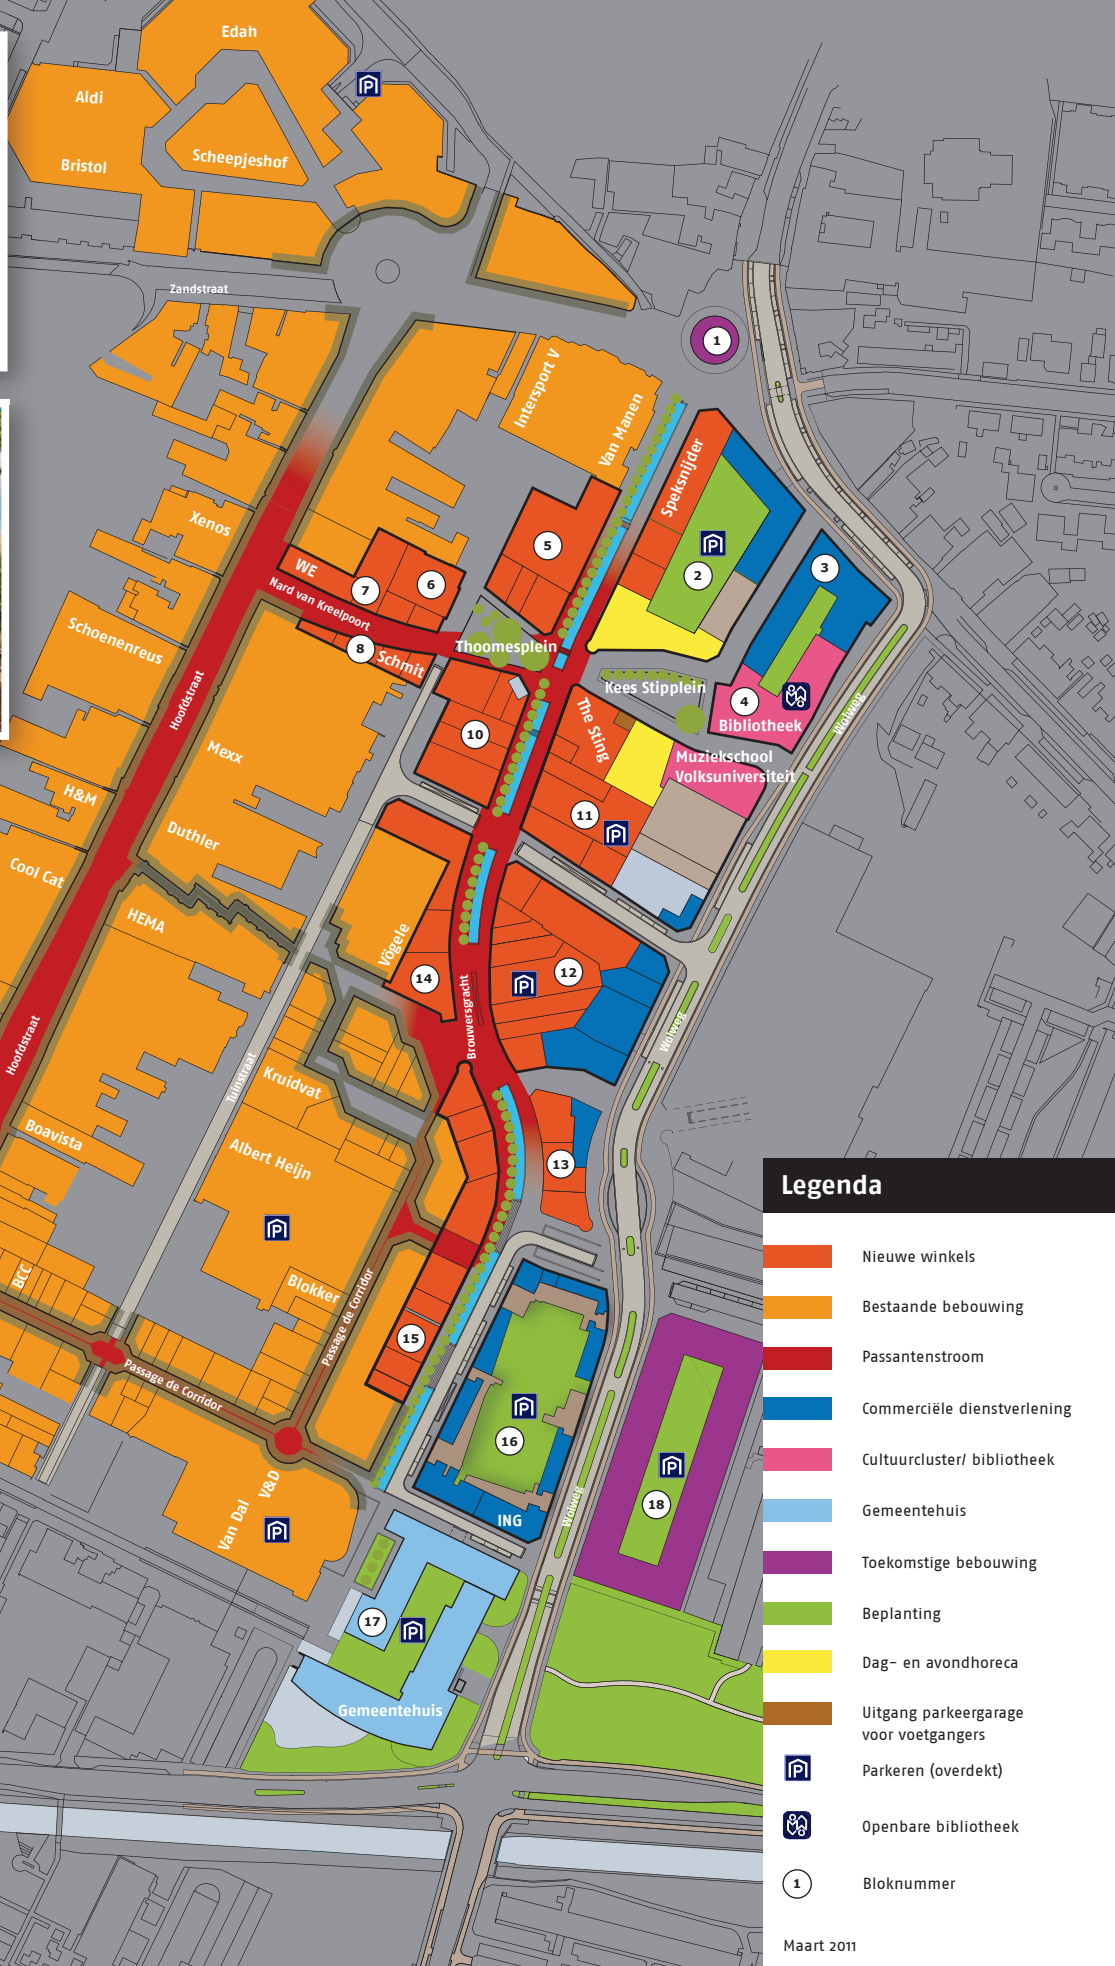 Edah
Aldi
Bristol
Scheepjeshof
Zandstraat
Intersport V
Van Manen
1
Speksnijder
Xenos
5
3
2
WE
7
6
Nard van Kreelpoort
Schoenenreus
8
Schmit
Thoomesplein
Kees Stipplein
Hoofdstraat
4
Bibliotheek
Wolweg
The Sting
10
Mexx
Muziekschool
Volksuniversiteit
H&M
11
Duthler
Cool Cat
HEMA
Vögele
14
12
Brouwersgracht
Hoofdstraat
Wolweg
Tuinstraat
Kruidvat
Boavista
Albert Heijn
13
BCC
Blokker
Passage de Corridor
15
Passage de Corridor
16
V&D
Van Dal
ING
Wolweg
18
17
Gemeentehuis
Legenda
Nieuwe winkels
Bestaande bebouwing
Passantenstroom
Commerciële dienstverlening
Cultuurcluster/ bibliotheek
Gemeentehuis
Toekomstige bebouwing
Beplanting
Dag- en avondhoreca
Uitgang parkeergarage
voor voetgangers
P Parkeren (overdekt)
Openbare bibliotheek
1 Bloknummer
Maart 2011